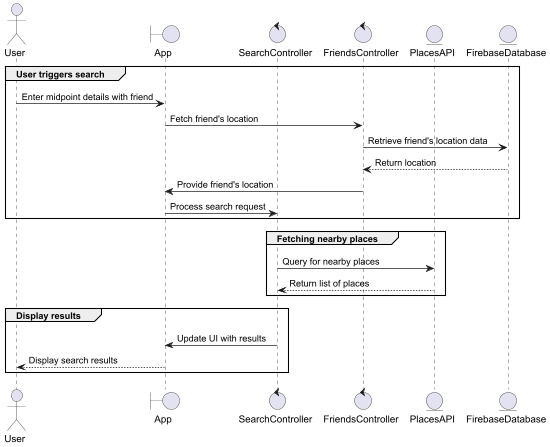 User
App
SearchController
FriendsController
PlacesAPI
FirebaseDatabase
User triggers search
Enter midpoint details with friend
Fetch friend's location
Retrieve friend's location data
Return location
Provide friend's location
Process search request
Fetching nearby places
Query for nearby places
Return list of places
Display results
Update UI with results
Display search results
User
App
SearchController
FriendsController
PlacesAPI
FirebaseDatabase